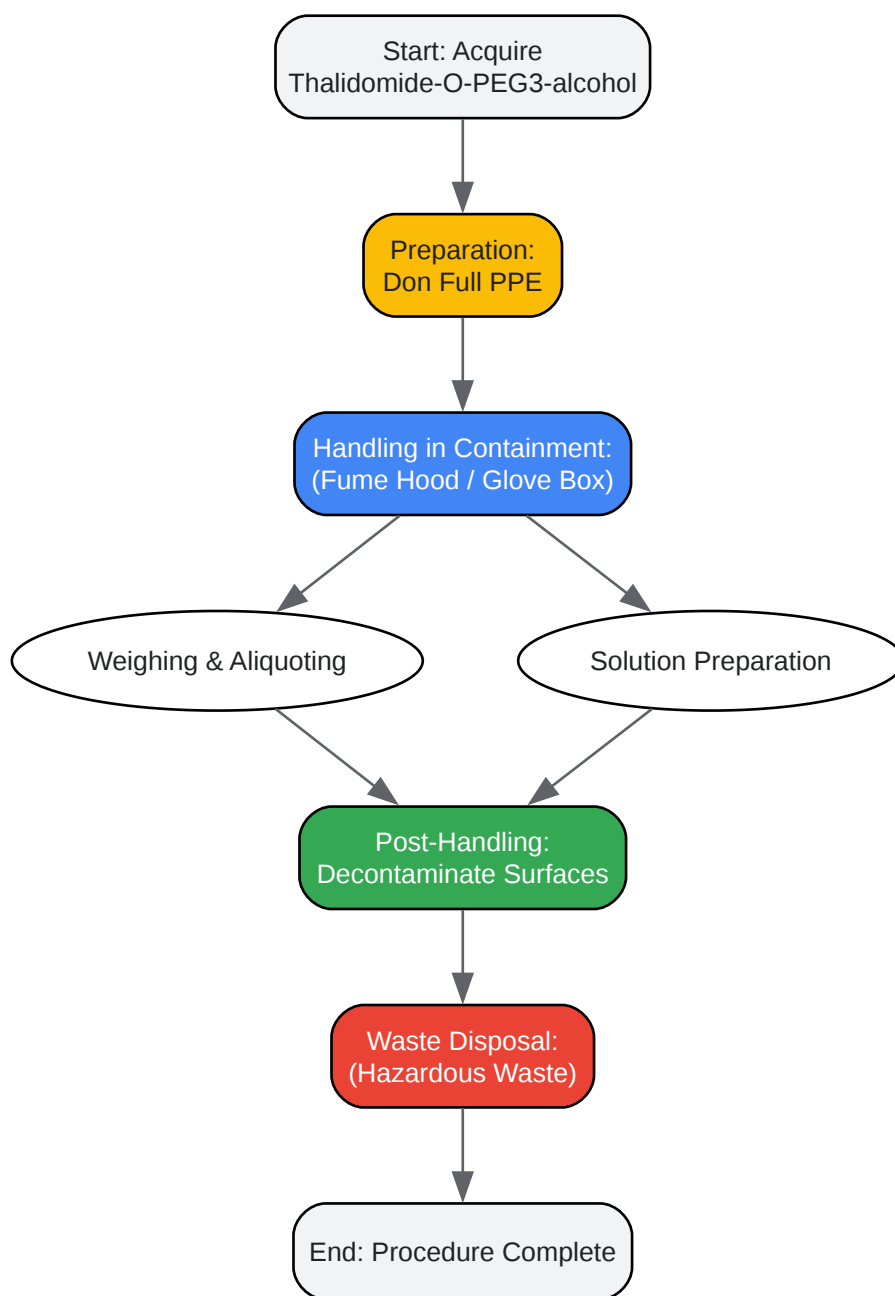 Start: Acquire
Thalidomide-O-PEG3-alcohol
Preparation:
Don Full PPE
Handling in Containment:
(Fume Hood / Glove Box)
Weighing & Aliquoting
Solution Preparation
Post-Handling:
Decontaminate Surfaces
Waste Disposal:
(Hazardous Waste)
End: Procedure Complete